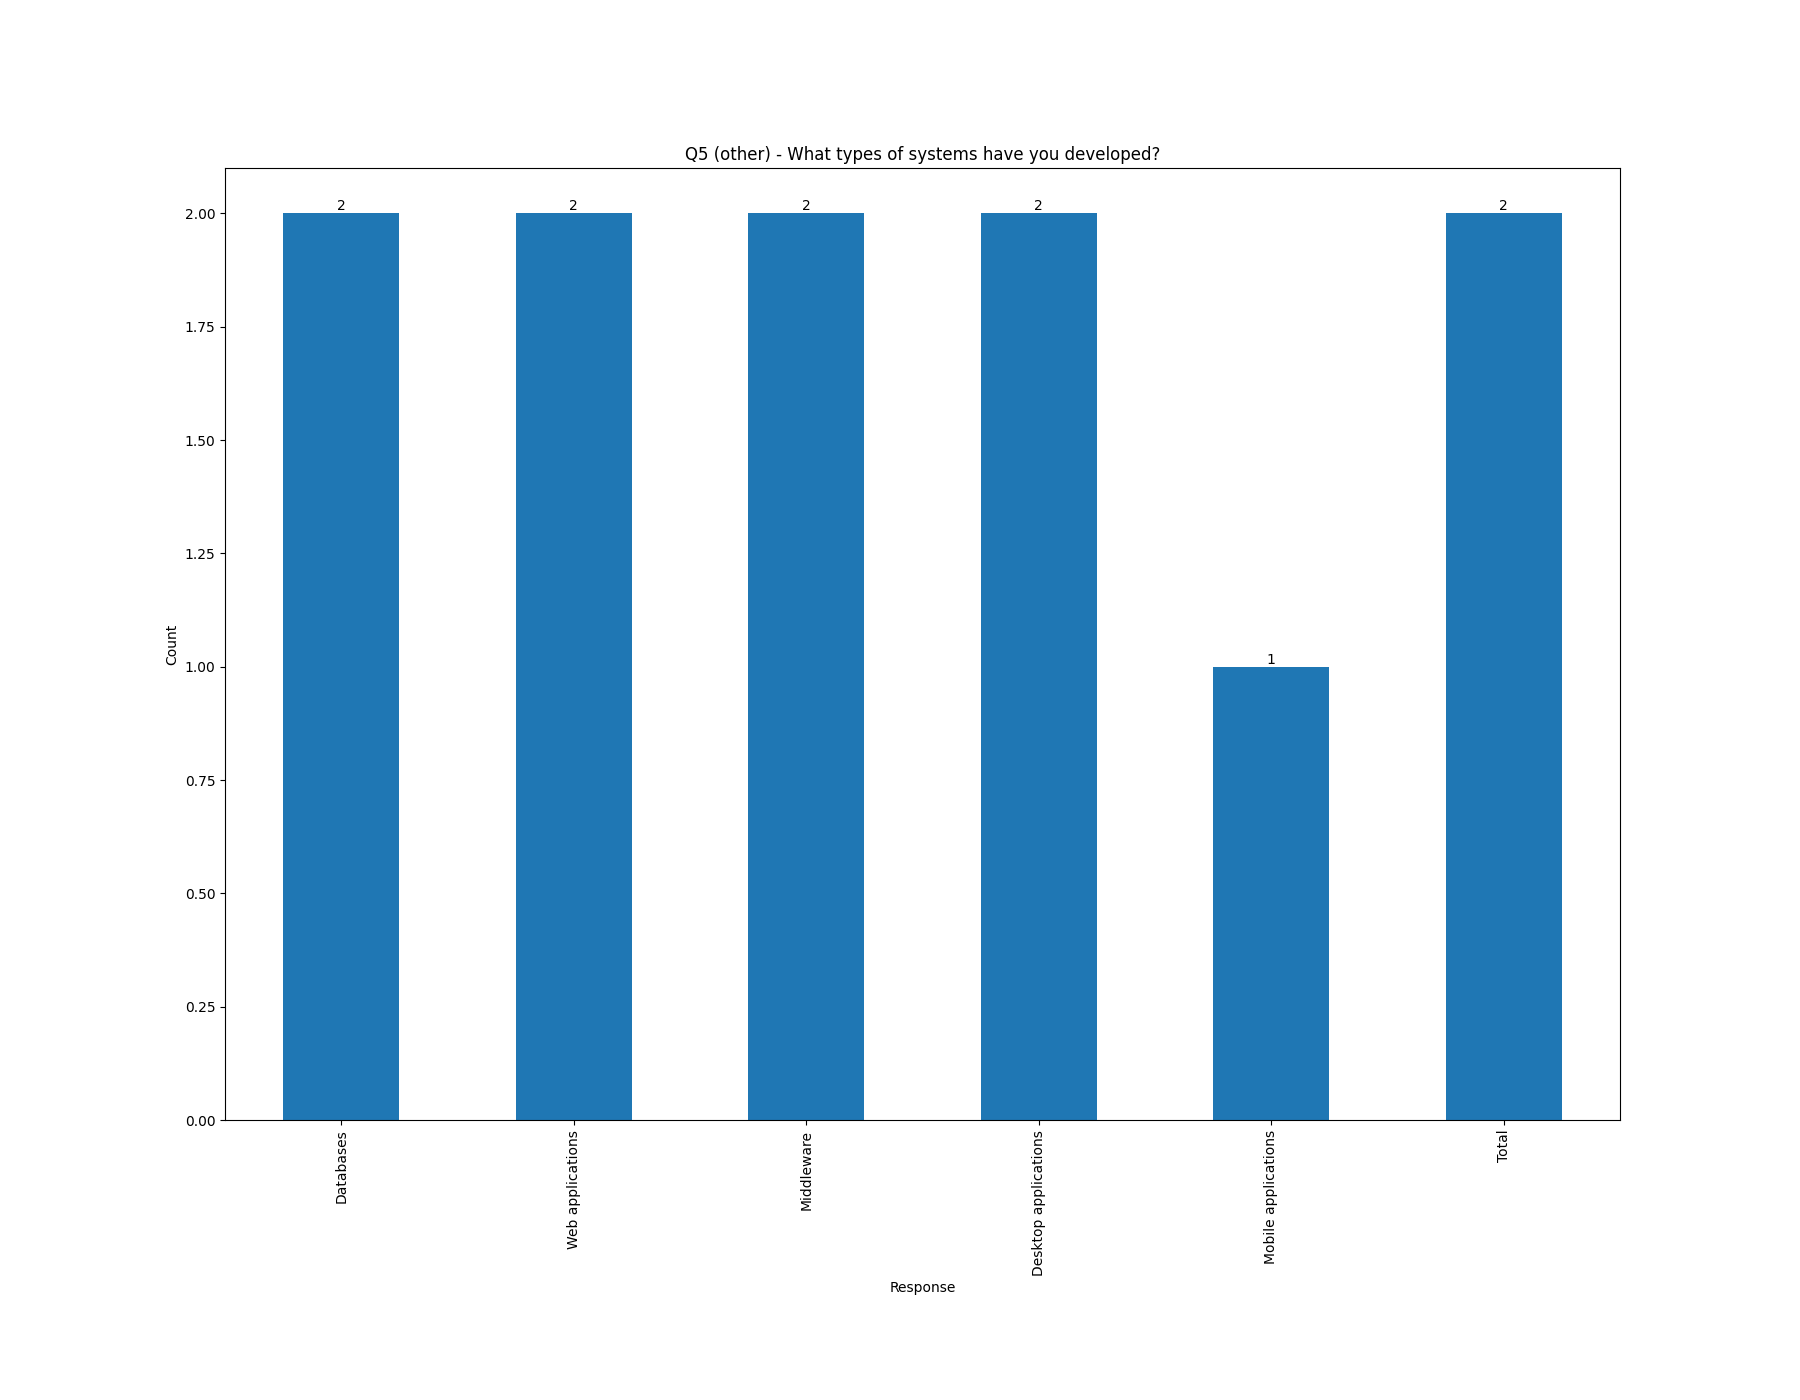 Q5 (other) - What types of systems have you developed?
2 2 2 2 1 2
2.00
1.75
1.50
1.25
1.00
0.75
0.50
0.25
0.00
Count
Databases
Web applications
Middleware
Desktop applications
Mobile applications
Total
Response